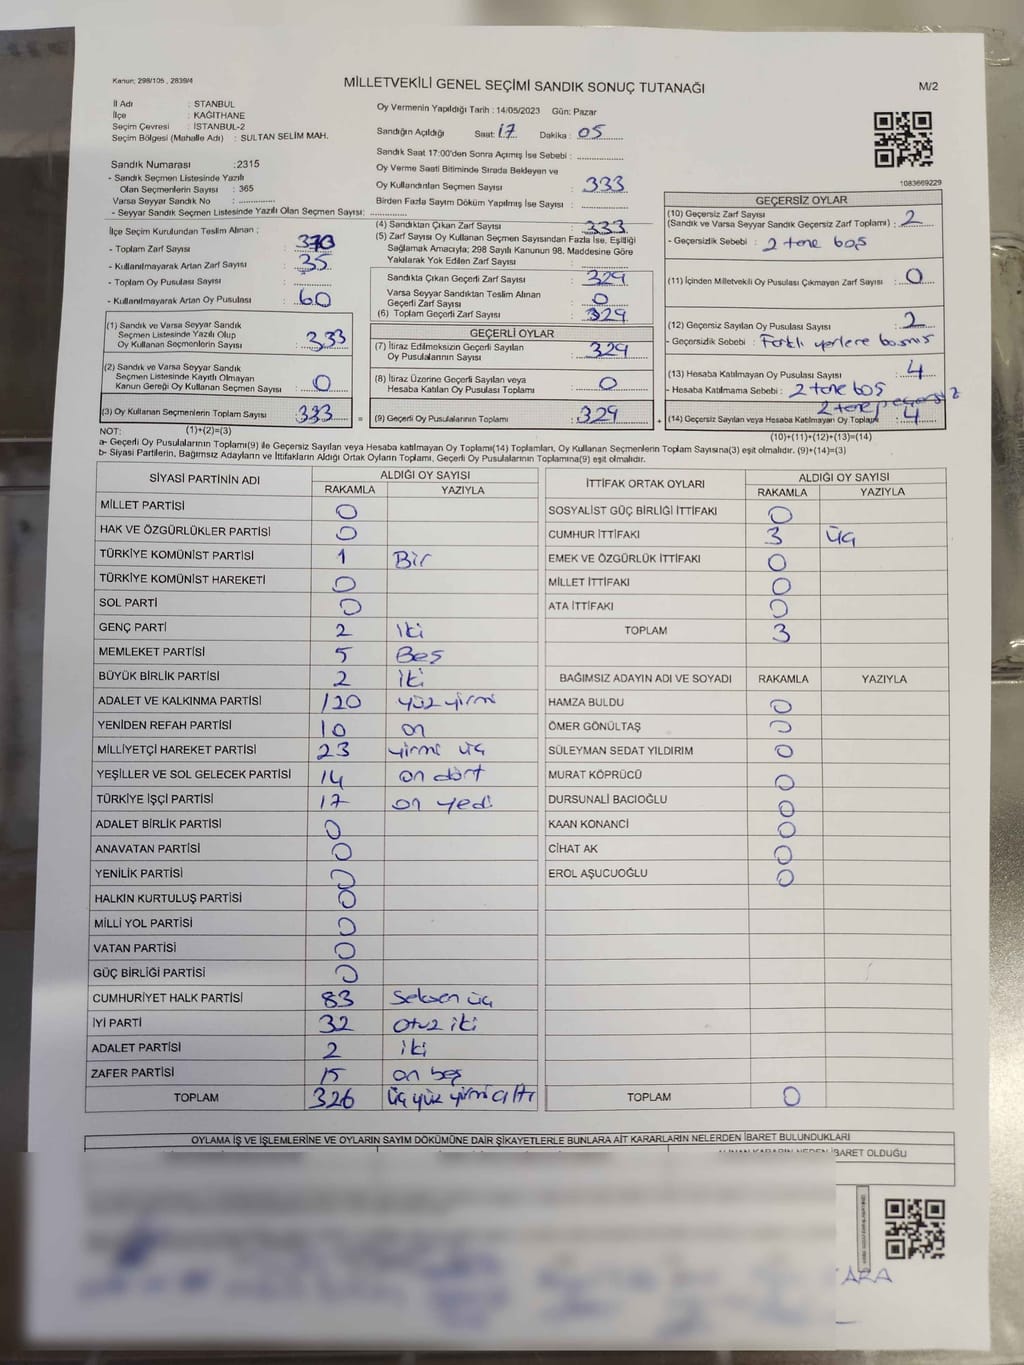 Kanun: 298/105 , 2839/4
MİLLETVEKİLİ GENEL SEÇİMİ SANDIK SONUÇ TUTANAĞI
M/2
İl Adı : STANBUL
İlçe : KAĞITHANE
Seçim Çevresi : İSTANBUL-2
Seçim Bölgesi (Mahalle Adı) : SULTAN SELİM MAH.
Oy Vermenin Yapıldığı Tarih : 14/05/2023 Gün: Pazar
Sandığın Açıldığı Saat: 17 Dakika : 05
Sandık Saat 17:00'den Sonra Açımış İse Sebebi :
Sandık Numarası :2315
- Sandık Seçmen Listesinde Yazılı
Olan Seçmenlerin Sayısı : 365
Varsa Seyyar Sandık No :
- Seyyar Sandık Seçmen Listesinde Yazılı Olan Seçmen Sayısı:
Oy Verme Saati Bitiminde Sırada Bekleyen ve
Oy Kullandırılan Seçmen Sayısı : 333
Birden Fazla Sayım Döküm Yapılmış İse Sayısı :
1083669229
İlçe Seçim Kurulundan Teslim Alınan ;
- Toplam Zarf Sayısı : 370
- Kullanılmayarak Artan Zarf Sayısı : 35
- Toplam Oy Pusulası Sayısı :
- Kullanılmayarak Artan Oy Pusulası : 60
(4) Sandıktan Çıkan Zarf Sayısı : 333
(5) Zarf Sayısı Oy Kullanan Seçmen Sayısından Fazla İse, Eşitliği
Sağlamak Amacıyla; 298 Sayılı Kanunun 98. Maddesine Göre
Yakılarak Yok Edilen Zarf Sayısı :
Sandıkta Çıkan Geçerli Zarf Sayısı : 329
Varsa Seyyar Sandıktan Teslim Alınan
Geçerli Zarf Sayısı : 0
(6) Toplam Geçerli Zarf Sayısı : 329
GEÇERSİZ OYLAR
(10) Geçersiz Zarf Sayısı
(Sandık ve Varsa Seyyar Sandık Geçersiz Zarf Toplamı) : 2
- Geçersizlik Sebebi : 2 tane boş
(11) İçinden Milletvekili Oy Pusulası Çıkmayan Zarf Sayısı : 0
(12) Geçersiz Sayılan Oy Pusulası Sayısı : 2
- Geçersizlik Sebebi : Farklı yerlere basmış
(13) Hesaba Katılmayan Oy Pusulası Sayısı : 4
- Hesaba Katılmama Sebebi : 2 tane boş
2 tane geçersiz
(14) Geçersiz Sayılan veya Hesaba Katılmayan Oy Toplamı : 4
(10)+(11)+(12)+(13)=(14)
(1) Sandık ve Varsa Seyyar Sandık
Seçmen Listesinde Yazılı Olup
Oy Kullanan Seçmenlerin Sayısı : 333
(2) Sandık ve Varsa Seyyar Sandık
Seçmen Listesinde Kayıtlı Olmayan
Kanun Gereği Oy Kullanan Seçmen Sayısı : 0
(3) Oy Kullanan Seçmenlerin Toplam Sayısı : 333 =
(1)+(2)=(3)
GEÇERLİ OYLAR
(7) İtiraz Edilmeksizin Geçerli Sayılan
Oy Pusulalarının Sayısı : 329
(8) İtiraz Üzerine Geçerli Sayılan veya
Hesaba Katılan Oy Pusulası Toplamı : 0
(9) Geçerli Oy Pusulalarının Toplamı : 329 +
NOT:
a- Geçerli Oy Pusulalarının Toplamı(9) ile Geçersiz Sayılan veya Hesaba katılmayan Oy Toplamı(14) Toplamları, Oy Kullanan Seçmenlerin Toplam Sayısına(3) eşit olmalıdır. (9)+(14)=(3)
b- Siyasi Partilerin, Bağımsız Adayların ve İttifakların Aldığı Ortak Oyların Toplamı, Geçerli Oy Pusulalarının Toplamına(9) eşit olmalıdır.
SİYASİ PARTİNİN ADI ALDIĞI OY SAYISI
RAKAMLA YAZIYLA
MİLLET PARTİSİ 0
HAK VE ÖZGÜRLÜKLER PARTİSİ 0
TÜRKİYE KOMÜNİST PARTİSİ 1 Bir
TÜRKİYE KOMÜNİST HAREKETİ 0
SOL PARTİ 0
GENÇ PARTİ 2 iki
MEMLEKET PARTİSİ 5 Beş
BÜYÜK BİRLİK PARTİSİ 2 iki
ADALET VE KALKINMA PARTİSİ 120 yüz yirmi
YENİDEN REFAH PARTİSİ 10 on
MİLLİYETÇİ HAREKET PARTİSİ 23 yirmi üç
YEŞİLLER VE SOL GELECEK PARTİSİ 14 on dört
TÜRKİYE İŞÇİ PARTİSİ 17 on yedi
ADALET BİRLİK PARTİSİ 0
ANAVATAN PARTİSİ 0
YENİLİK PARTİSİ 0
HALKIN KURTULUŞ PARTİSİ 0
MİLLİ YOL PARTİSİ 0
VATAN PARTİSİ 0
GÜÇ BİRLİĞİ PARTİSİ 0
CUMHURİYET HALK PARTİSİ 83 seksen üç
İYİ PARTİ 32 otuz iki
ADALET PARTİSİ 2 iki
ZAFER PARTİSİ 15 on beş
TOPLAM 326 üç yüz yirmi altı
İTTİFAK ORTAK OYLARI ALDIĞI OY SAYISI
RAKAMLA YAZIYLA
SOSYALİST GÜÇ BİRLİĞİ İTTİFAKI 0
CUMHUR İTTİFAKI 3 üç
EMEK VE ÖZGÜRLÜK İTTİFAKI 0
MİLLET İTTİFAKI 0
ATA İTTİFAKI 0
TOPLAM 3
BAĞIMSIZ ADAYIN ADI VE SOYADI RAKAMLA YAZIYLA
HAMZA BULDU 0
ÖMER GÖNÜLTAŞ 0
SÜLEYMAN SEDAT YILDIRIM 0
MURAT KÖPRÜCÜ 0
DURSUNALİ BACIOĞLU 0
KAAN KONANCİ 0
CİHAT AK 0
EROL AŞUCUOĞLU 0
TOPLAM 0
OYLAMA İŞ VE İŞLEMLERİNE VE OYLARIN SAYIM DÖKÜMÜNE DAİR ŞİKAYETLERLE BUNLARA AİT KARARLARIN NELERDEN İBARET BULUNDUKLARI
İBARET OLDUĞU